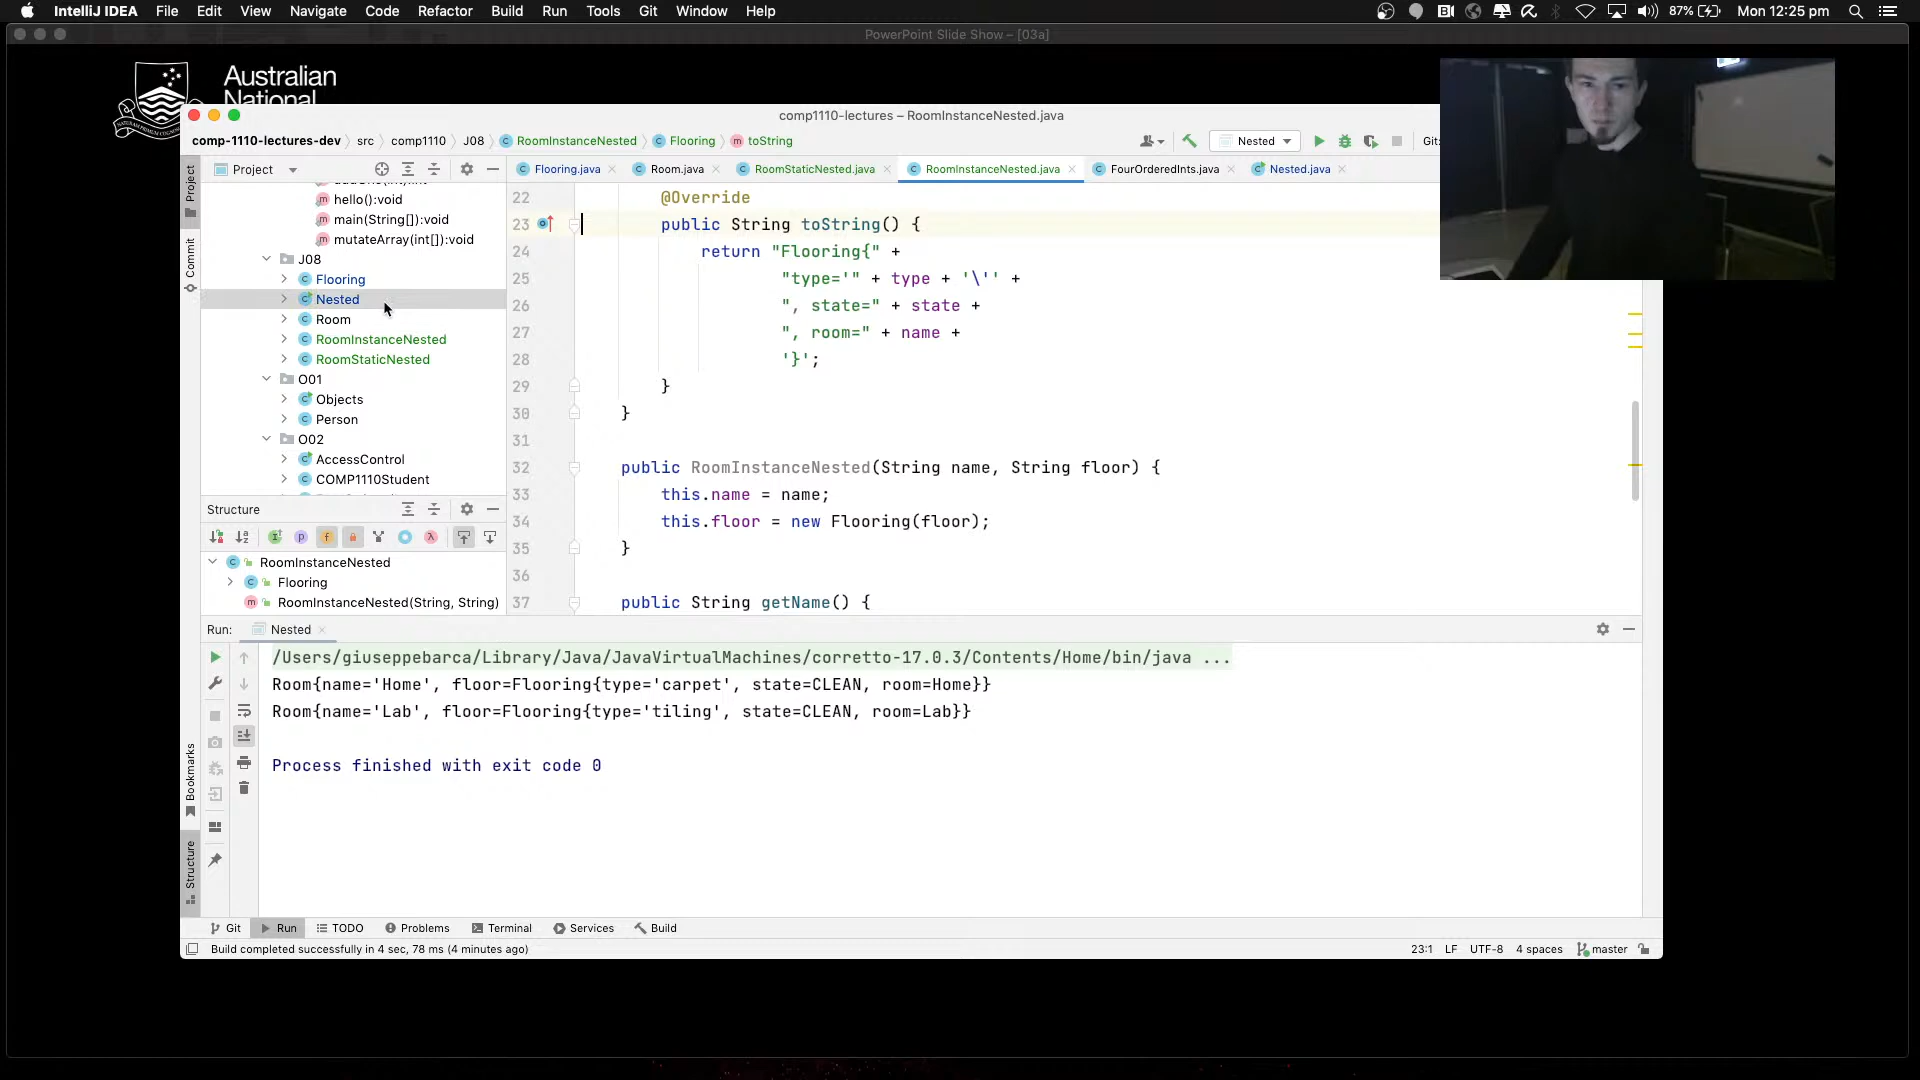 IntelliJ IDEA File Edit View Navigate Code Refactor Build Run Tools Git Window Help 87% Mon 12:25 pm
PowerPoint Slide Show – [03a]
Australian
National
comp1110-lectures – RoomInstanceNested.java
comp-1110-lectures-dev src comp1110 J08 RoomInstanceNested Flooring toString Nested Git:
Project
Flooring.java Room.java RoomStaticNested.java RoomInstanceNested.java FourOrderedInts.java Nested.java
Project
Commit
hello():void
main(String[]):void
mutateArray(int[]):void
J08
Flooring
Nested
Room
RoomInstanceNested
RoomStaticNested
O01
Objects
Person
O02
AccessControl
COMP1110Student
22 @Override
23 public String toString() {
24 return "Flooring{" +
25 "type='" + type + '\'' +
26 ", state=" + state +
27 ", room=" + name +
28 '}';
29 }
30 }
31
32 public RoomInstanceNested(String name, String floor) {
33 this.name = name;
34 this.floor = new Flooring(floor);
35 }
36
37 public String getName() {
Structure
RoomInstanceNested
Flooring
RoomInstanceNested(String, String)
Run: Nested
/Users/giuseppebarca/Library/Java/JavaVirtualMachines/corretto-17.0.3/Contents/Home/bin/java ...
Room{name='Home', floor=Flooring{type='carpet', state=CLEAN, room=Home}}
Room{name='Lab', floor=Flooring{type='tiling', state=CLEAN, room=Lab}}
Process finished with exit code 0
Bookmarks
Structure
Git Run TODO Problems Terminal Services Build
Build completed successfully in 4 sec, 78 ms (4 minutes ago) 23:1 LF UTF-8 4 spaces master